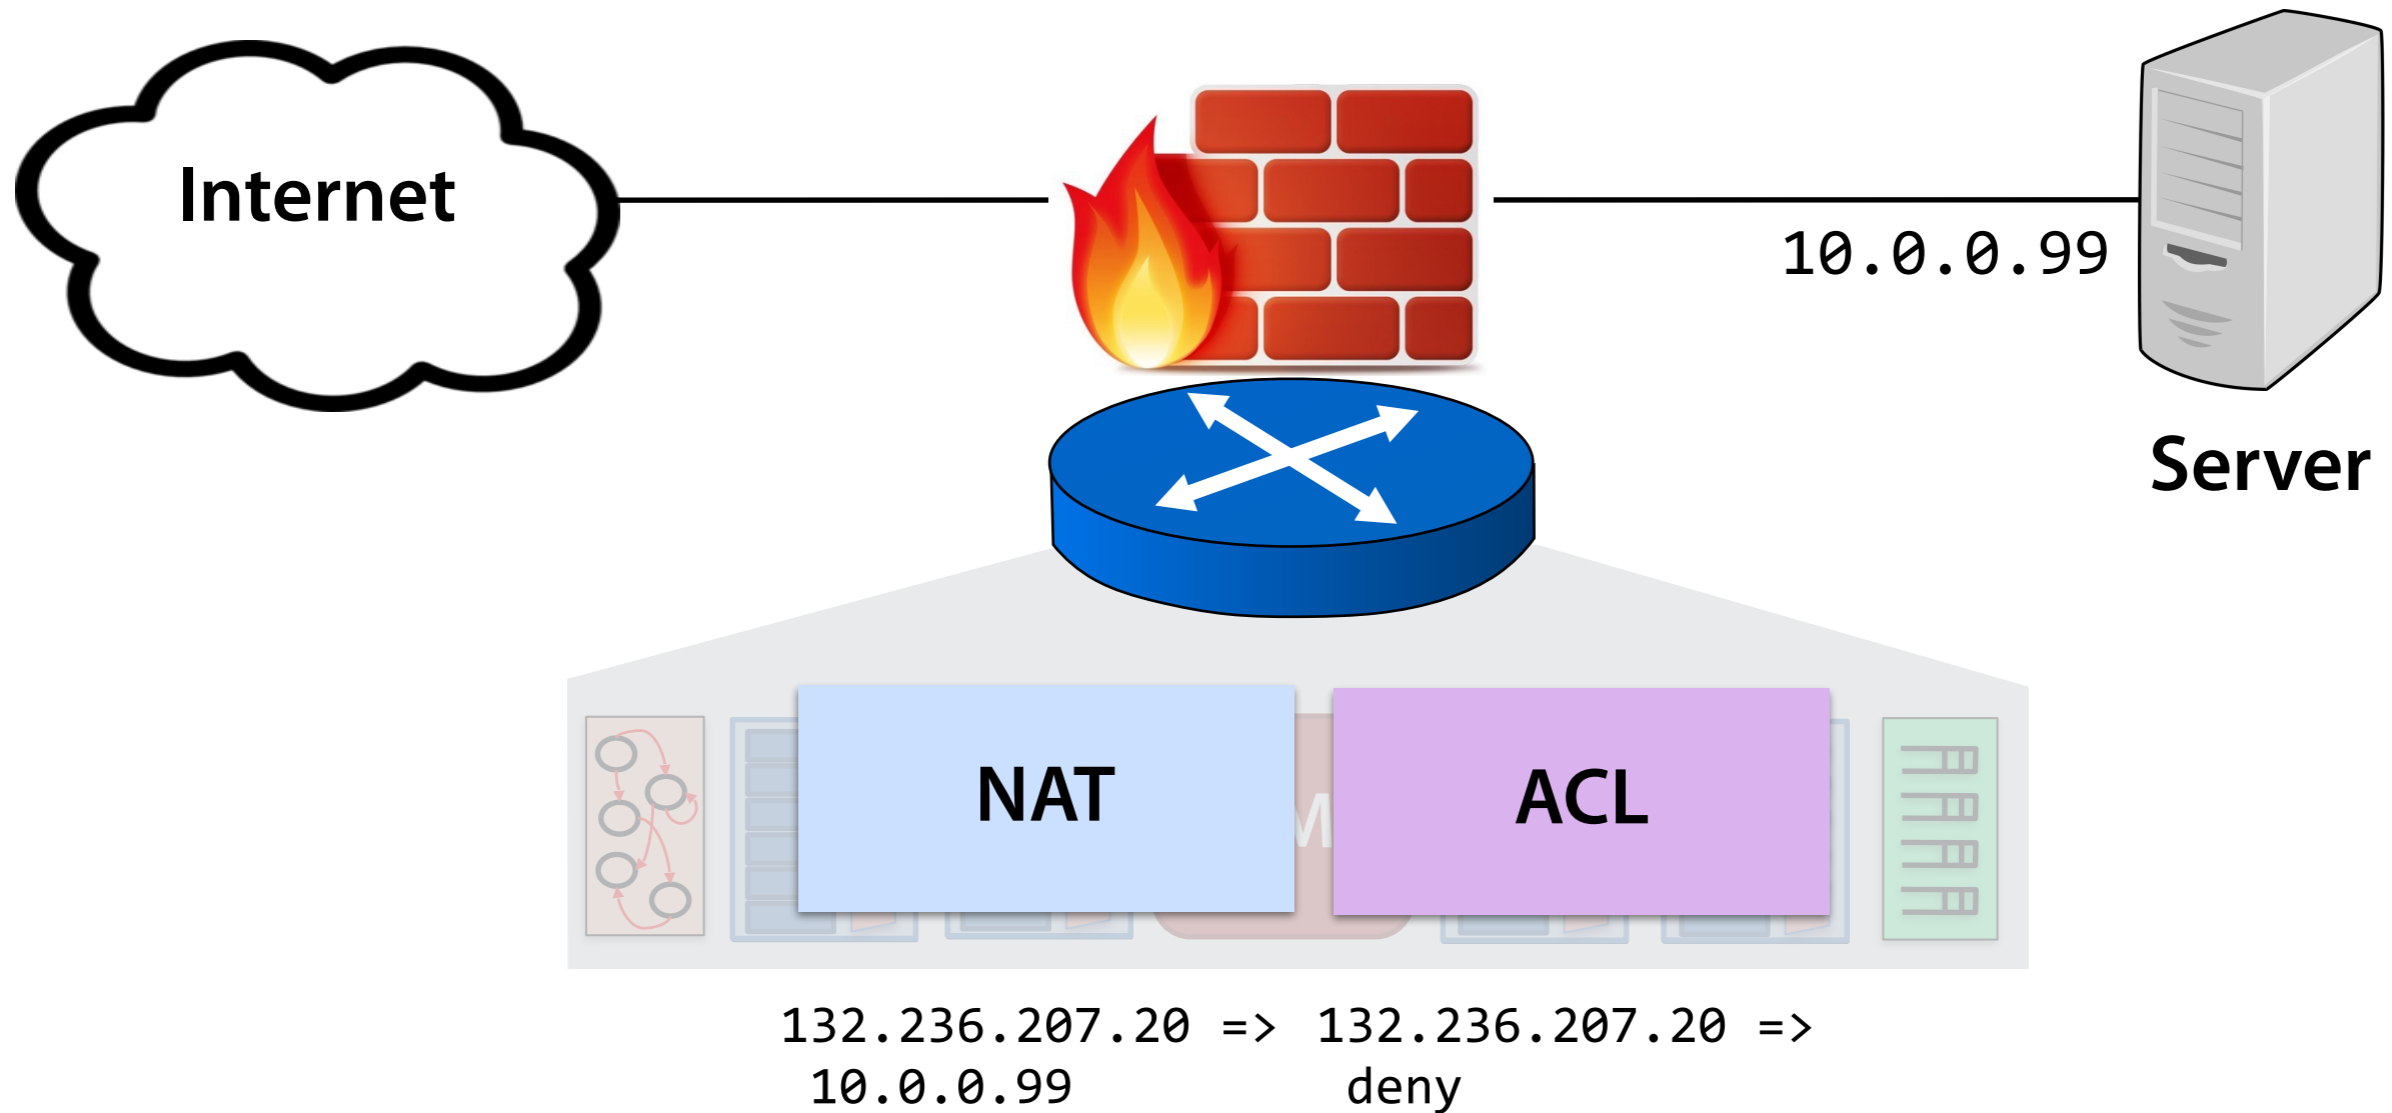 Internet
10.0.0.99
Server
NAT
M
ACL
132.236.207.20 =>
10.0.0.99
132.236.207.20 =>
deny